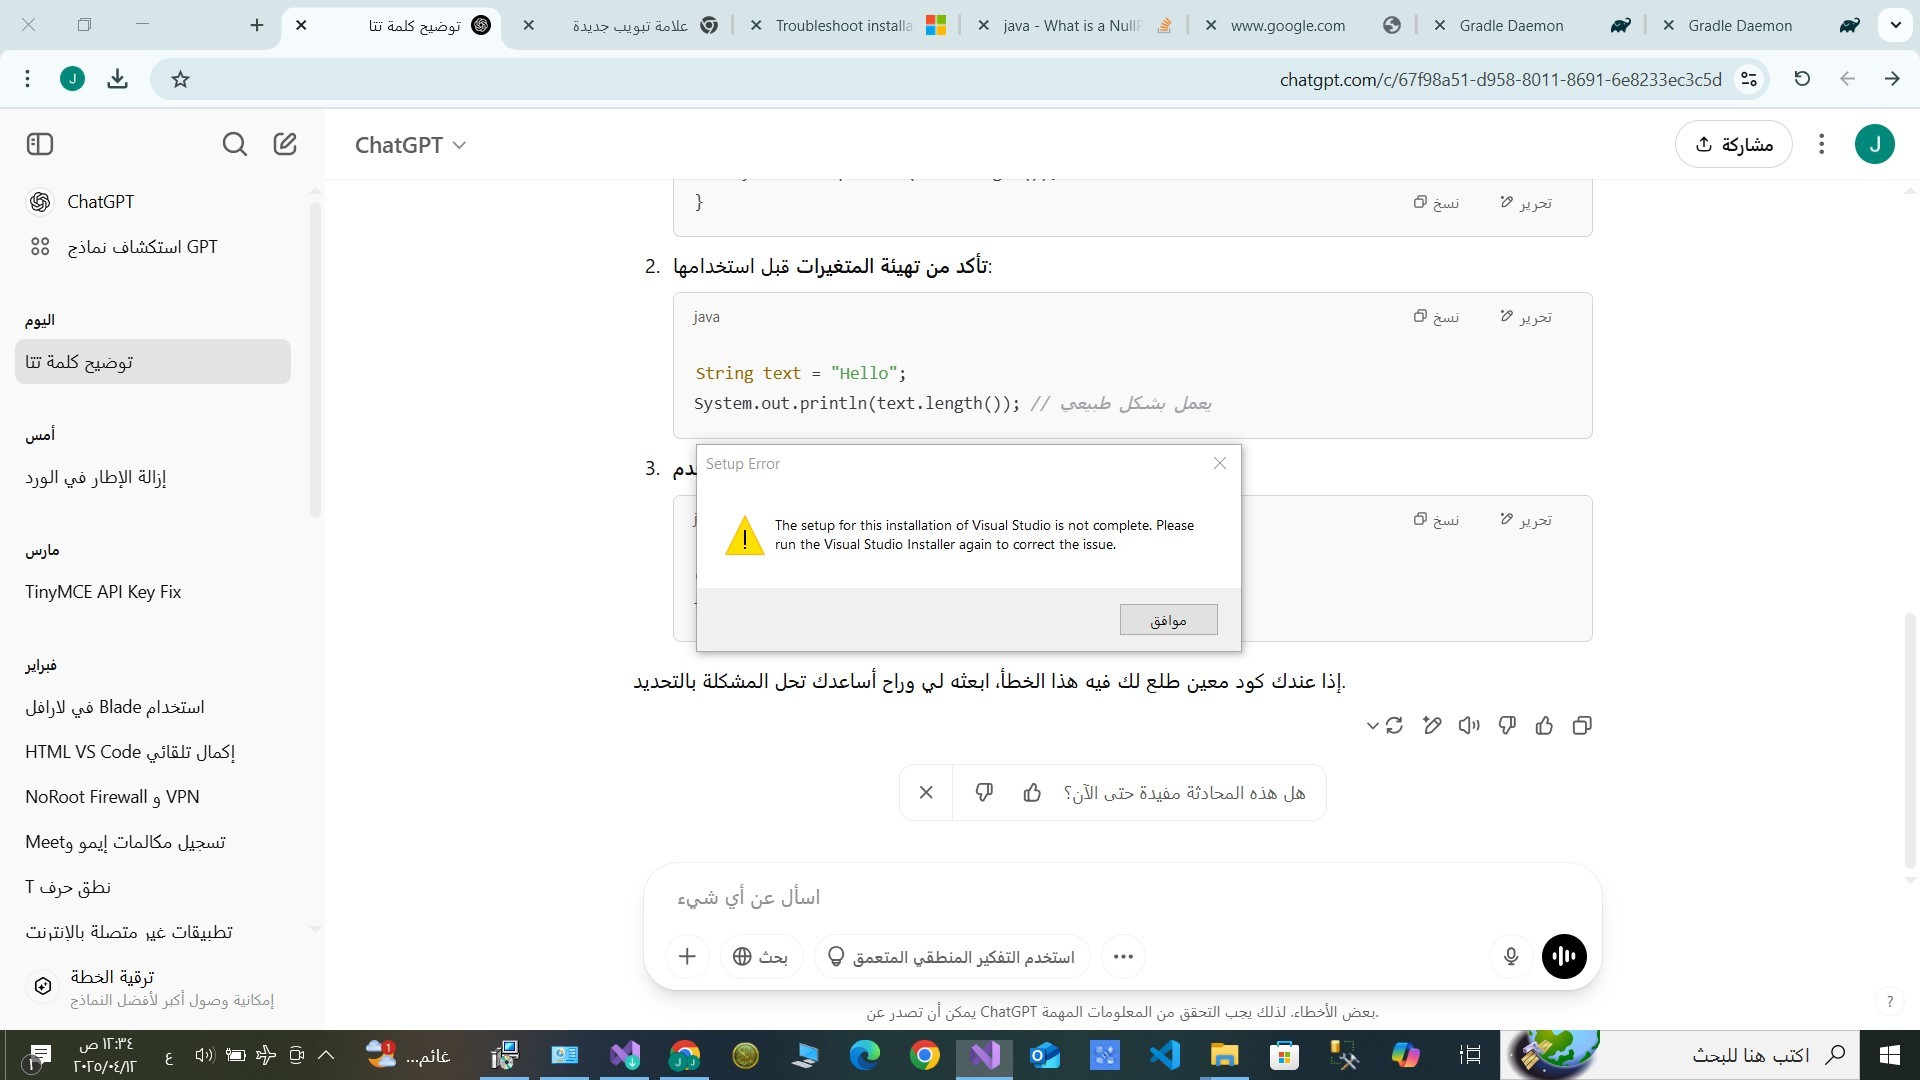 توضيح كلمة تتا
علامة تبويب جديدة
Troubleshoot installa
java - What is a NullP
www.google.com
Gradle Daemon
Gradle Daemon
J
chatgpt.com/c/67f98a51-d958-8011-8691-6e8233ec3c5d
ChatGPT
مشاركة
J
ChatGPT
استكشاف نماذج GPT
اليوم
توضيح كلمة تتا
أمس
إزالة الإطار في الورد
مارس
TinyMCE API Key Fix
فبراير
استخدام Blade في لارافل
إكمال تلقائي HTML VS Code
NoRoot Firewall و VPN
تسجيل مكالمات إيمو وMeet
نطق حرف T
تطبيقات غير متصلة بالإنترنت
ترقية الخطة
إمكانية وصول أكبر لأفضل النماذج
}
نسخ
تحرير
2. تأكد من تهيئة المتغيرات قبل استخدامها:
java
نسخ
تحرير
String text = "Hello";
System.out.println(text.length()); // يعمل بشكل طبيعي
3.
نسخ
تحرير
Setup Error
The setup for this installation of Visual Studio is not complete. Please
run the Visual Studio Installer again to correct the issue.
موافق
إذا عندك كود معين طلع لك فيه هذا الخطأ، ابعثه لي وراح أساعدك تحل المشكلة بالتحديد.
هل هذه المحادثة مفيدة حتى الآن؟
اسأل عن أي شيء
بحث
استخدم التفكير المنطقي المتعمق
يمكن أن تصدر عن ChatGPT بعض الأخطاء. لذلك يجب التحقق من المعلومات المهمة.
?
١٢:٣٤ ص
٢٠٢٥/٠٤/١٢
ع
غائم...
1
اكتب هنا للبحث